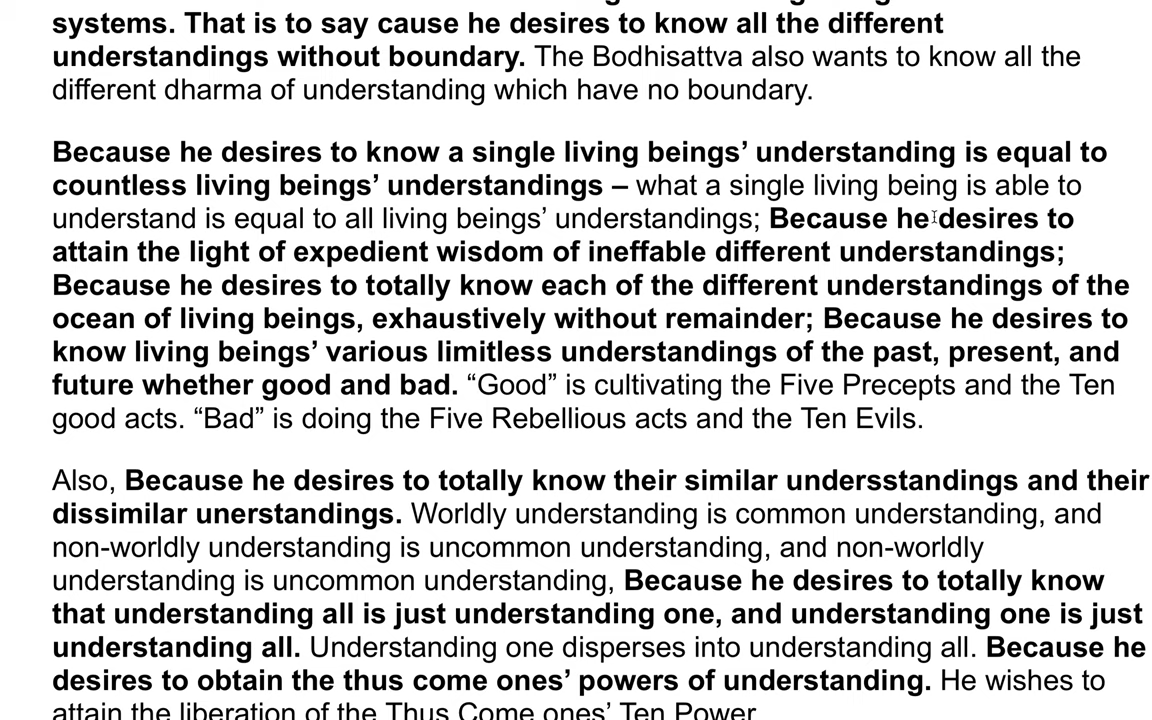 systems. That is to say cause he desires to know all the different
understandings without boundary. The Bodhisattva also wants to know all the
different dharma of understanding which have no boundary.
Because he desires to know a single living beings’ understanding is equal to
countless living beings’ understandings – what a single living being is able to
understand is equal to all living beings’ understandings; Because he desires to
attain the light of expedient wisdom of ineffable different understandings;
Because he desires to totally know each of the different understandings of the
ocean of living beings, exhaustively without remainder; Because he desires to
know living beings’ various limitless understandings of the past, present, and
future whether good and bad. “Good” is cultivating the Five Precepts and the Ten
good acts. “Bad” is doing the Five Rebellious acts and the Ten Evils.
Also, Because he desires to totally know their similar undersstandings and their
dissimilar unerstandings. Worldly understanding is common understanding, and
non-worldly understanding is uncommon understanding, and non-worldly
understanding is uncommon understanding, Because he desires to totally know
that understanding all is just understanding one, and understanding one is just
understanding all. Understanding one disperses into understanding all. Because he
desires to obtain the thus come ones’ powers of understanding. He wishes to
attain the liberation of the Thus Come ones’ Ten Power